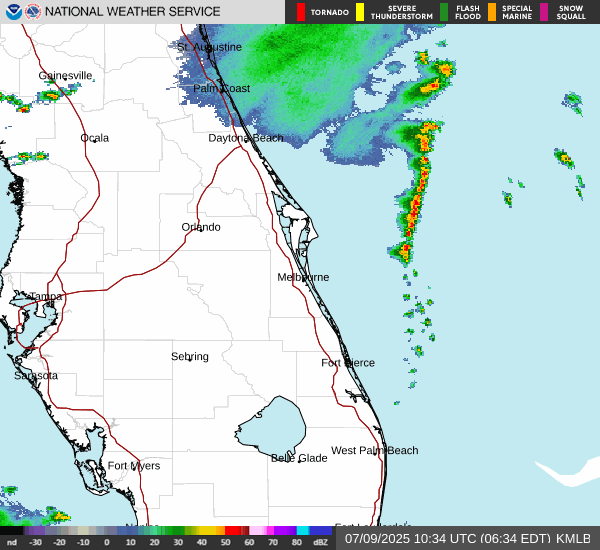 NATIONAL WEATHER SERVICE
TORNADO
SEVERE
THUNDERSTORM
FLASH
FLOOD
SPECIAL
MARINE
SNOW
SQUALL
St. Augustine
Gainesville
Palm Coast
Ocala
Daytona Beach
Orlando
Melbourne
Tampa
Sebring
Fort Pierce
Sarasota
West Palm Beach
Belle Glade
Fort Myers
nd -30 -20 -10 0 10 20 30 40 50 60 70 80 dBZ
07/09/2025 10:34 UTC (06:34 EDT) KMLB